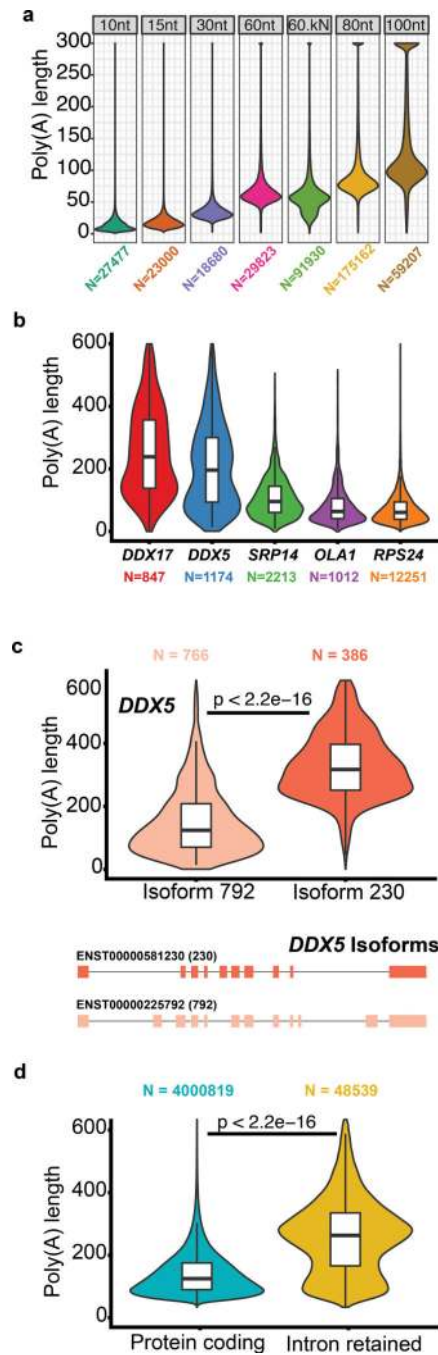 a
10nt 15nt 30nt 60nt 60.kN 80nt 100nt
Poly(A) length
300
250
200
150
100
50
0
N=27477 N=23000 N=18680 N=29823 N=91930 N=175162 N=59207
b
Poly(A) length
600
400
200
0
DDX17 DDX5 SRP14 OLA1 RPS24
N=847 N=1174 N=2213 N=1012 N=12251
c
N = 766 N = 386
DDX5
p < 2.2e−16
Poly(A) length
600
400
200
0
Isoform 792 Isoform 230
DDX5 Isoforms
ENST00000581230 (230)
ENST00000225792 (792)
d
N = 4000819 N = 48539
p < 2.2e−16
Poly(A) length
600
400
200
0
Protein coding Intron retained